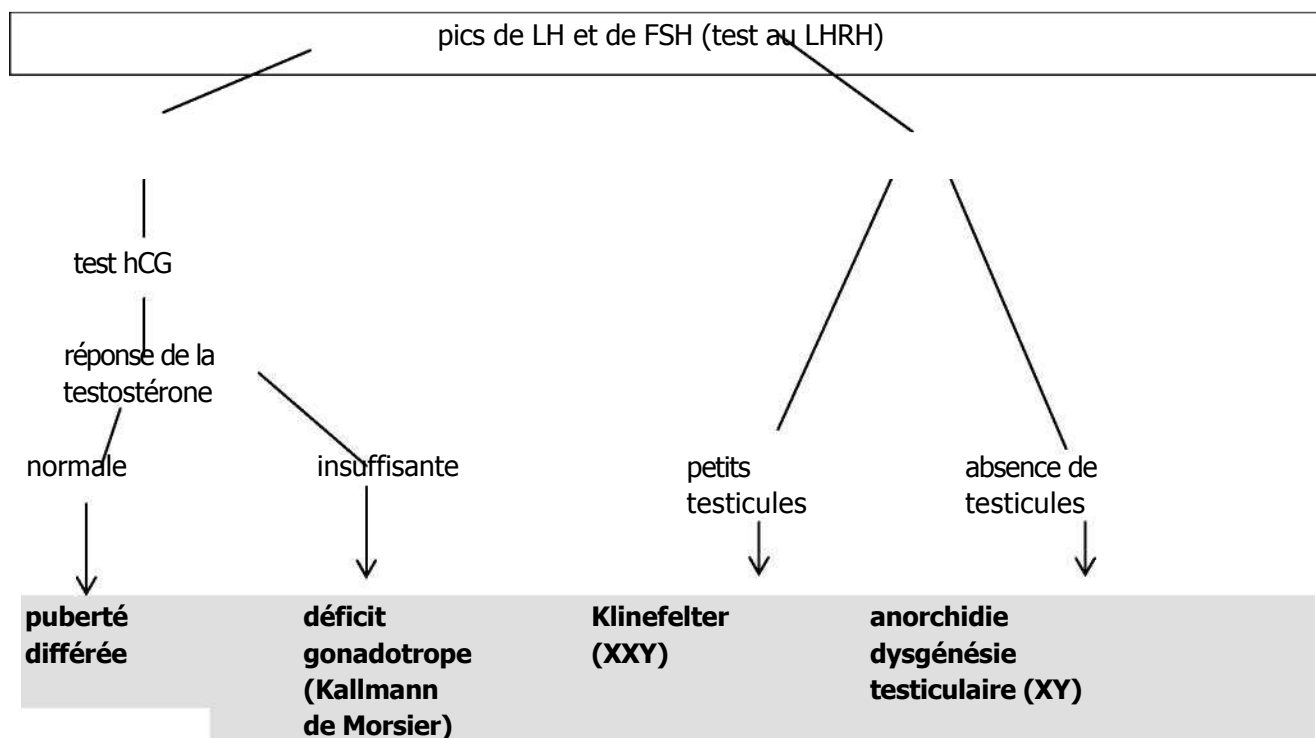 pics de LH et de FSH (test au LHRH)
test hCG
réponse de la
testostérone
normale
insuffisante
petits
testicules
absence de
testicules
puberté
différée
déficit
gonadotrope
(Kallmann
de Morsier)
Klinefelter
(XXY)
anorchidie
dysgénésie
testiculaire (XY)